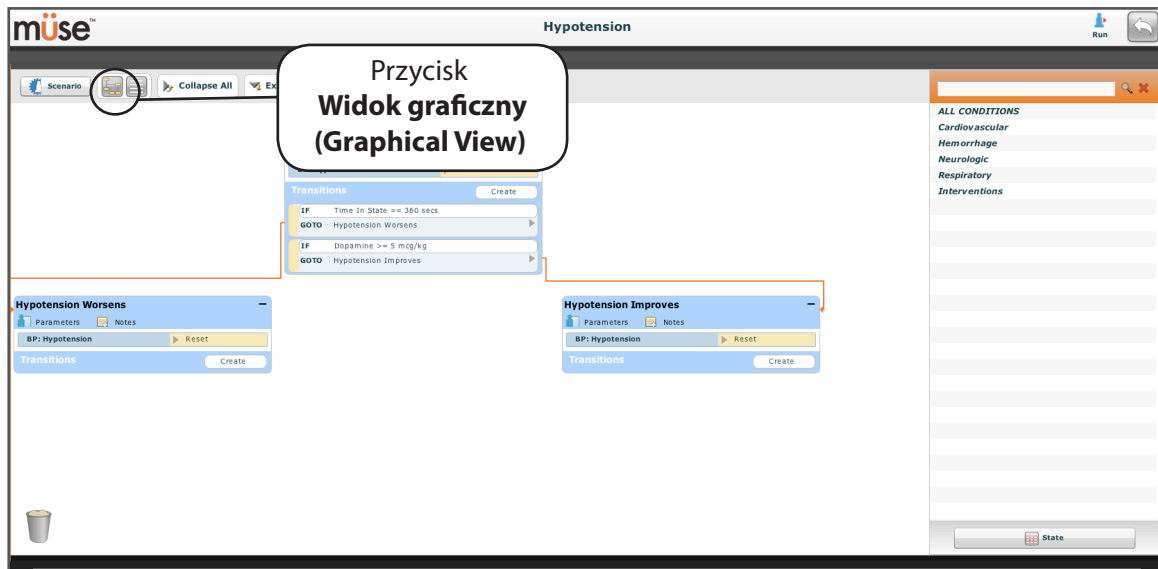 müse™
Hypotension
Run
Scenario
Collapse All
Ex
Przycisk
Widok graficzny
(Graphical View)
ALL CONDITIONS
Cardiovascular
Hemorrhage
Neurologic
Respiratory
Interventions
Transitions
Create
IF Time In State == 360 secs
GOTO Hypotension Worsens
IF Dopamine >= 5 mcg/kg
GOTO Hypotension Improves
Hypotension Worsens
Parameters Notes
BP: Hypotension Reset
Transitions Create
Hypotension Improves
Parameters Notes
BP: Hypotension Reset
Transitions Create
State